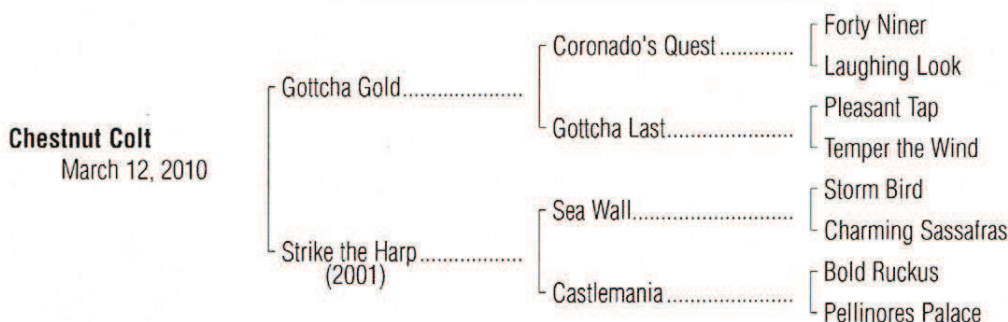 Forty Niner
Coronado's Quest
Laughing Look
Gottcha Gold
Pleasant Tap
Gottcha Last
Temper the Wind
Chestnut Colt
March 12, 2010
Storm Bird
Sea Wall
Charming Sassafras
Strike the Harp
(2001)
Bold Ruckus
Castlemania
Pellinores Palace